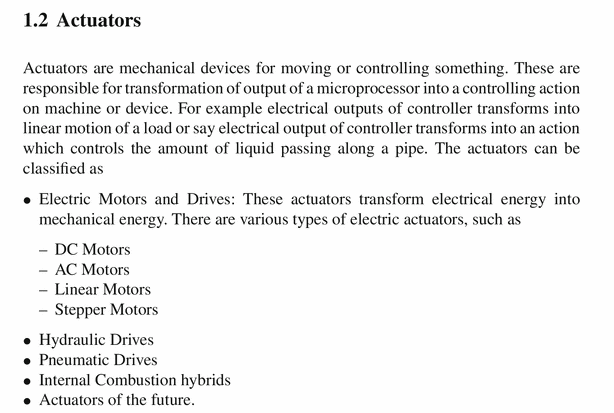 1.2 Actuators
Actuators are mechanical devices for moving or controlling something. These are
responsible for transformation of output of a microprocessor into a controlling action
on machine or device. For example electrical outputs of controller transforms into
linear motion of a load or say electrical output of controller transforms into an action
which controls the amount of liquid passing along a pipe. The actuators can be
classified as
• Electric Motors and Drives: These actuators transform electrical energy into
mechanical energy. There are various types of electric actuators, such as
– DC Motors
– AC Motors
– Linear Motors
– Stepper Motors
• Hydraulic Drives
• Pneumatic Drives
• Internal Combustion hybrids
• Actuators of the future.